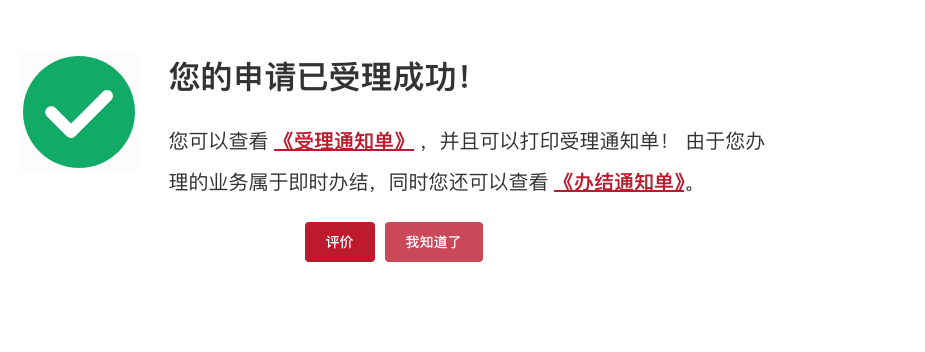 您的申请已受理成功！
您可以查看 《受理通知单》 ，并且可以打印受理通知单！ 由于您办
理的业务属于即时办结，同时您还可以查看 《办结通知单》。
评价 我知道了